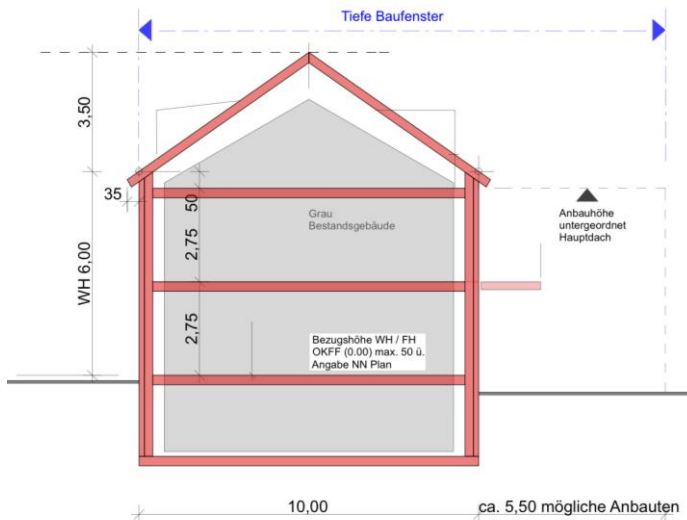 Tiefe Baufenster
3,50
35
50
Grau
Bestandsgebäude
Anbauhöhe
untergeordnet
Hauptdach
2,75
WH 6,00
2,75
Bezugshöhe WH / FH
OKFF (0.00) max. 50 ü.
Angabe NN Plan
10,00
ca. 5,50 mögliche Anbauten